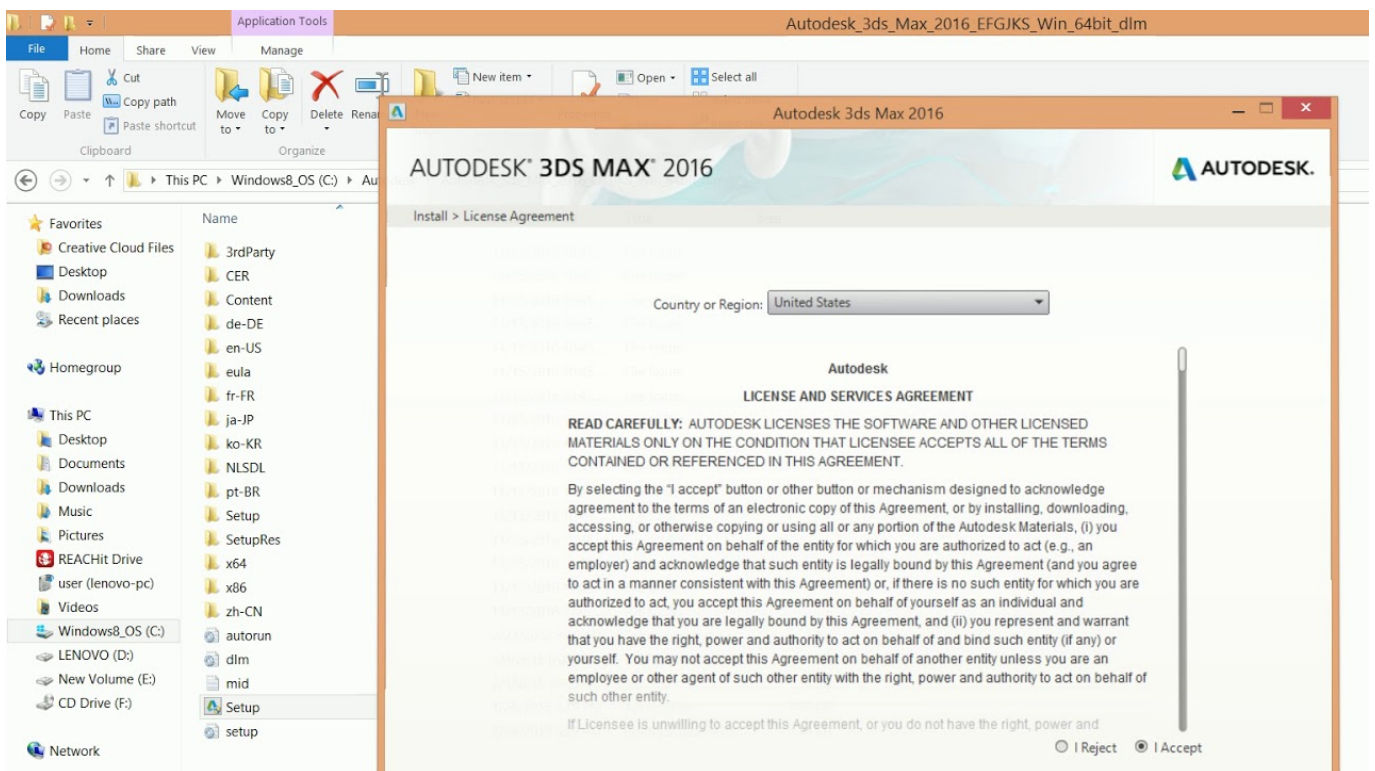 Application Tools
Autodesk_3ds_Max_2016_EFGJKS_Win_64bit_dlm
File Home Share View Manage
Copy
Paste
Cut
Copy path
Paste shortcut
Clipboard
Move to
Copy to
Delete
Organize
New item
Open
Select all
This PC Windows8_OS (C:)
Favorites
Creative Cloud Files
Desktop
Downloads
Recent places
Homegroup
This PC
Desktop
Documents
Downloads
Music
Pictures
REACHit Drive
user (lenovo-pc)
Videos
Windows8_OS (C:)
LENOVO (D:)
New Volume (E:)
CD Drive (F:)
Network
Name
3rdParty
CER
Content
de-DE
en-US
eula
fr-FR
ja-JP
ko-KR
NLSDL
pt-BR
Setup
SetupRes
x64
x86
zh-CN
autorun
dlm
mid
Setup
setup
Autodesk 3ds Max 2016
AUTODESK® 3DS MAX® 2016
AUTODESK.
Install > License Agreement
Country or Region: United States
Autodesk
LICENSE AND SERVICES AGREEMENT
READ CAREFULLY: AUTODESK LICENSES THE SOFTWARE AND OTHER LICENSED
MATERIALS ONLY ON THE CONDITION THAT LICENSEE ACCEPTS ALL OF THE TERMS
CONTAINED OR REFERENCED IN THIS AGREEMENT.
By selecting the "I accept" button or other button or mechanism designed to acknowledge
agreement to the terms of an electronic copy of this Agreement, or by installing, downloading,
accessing, or otherwise copying or using all or any portion of the Autodesk Materials, (i) you
accept this Agreement on behalf of the entity for which you are authorized to act (e.g., an
employer) and acknowledge that such entity is legally bound by this Agreement (and you agree
to act in a manner consistent with this Agreement) or, if there is no such entity for which you are
authorized to act, you accept this Agreement on behalf of yourself as an individual and
acknowledge that you are legally bound by this Agreement, and (ii) you represent and warrant
that you have the right, power and authority to act on behalf of and bind such entity (if any) or
yourself. You may not accept this Agreement on behalf of another entity unless you are an
employee or other agent of such other entity with the right, power and authority to act on behalf of
such other entity.
If Licensee is unwilling to accept this Agreement, or you do not have the right, power and
I Reject I Accept